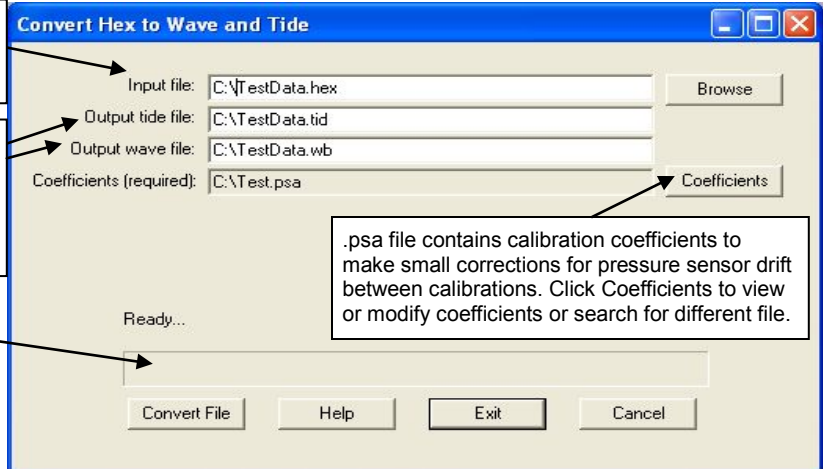 Convert Hex to Wave and Tide
Input file: C:\TestData.hex Browse
Output tide file: C:\TestData.tid
Output wave file: C:\TestData.wb
Coefficients (required): C:\Test.psa Coefficients
.psa file contains calibration coefficients to
make small corrections for pressure sensor drift
between calibrations. Click Coefficients to view
or modify coefficients or search for different file.
Ready...
Convert File Help Exit Cancel